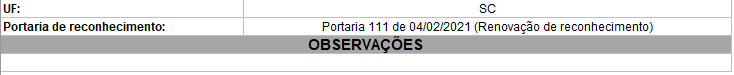 UF: SC
Portaria de reconhecimento: Portaria 111 de 04/02/2021 (Renovação de reconhecimento)
OBSERVAÇÕES